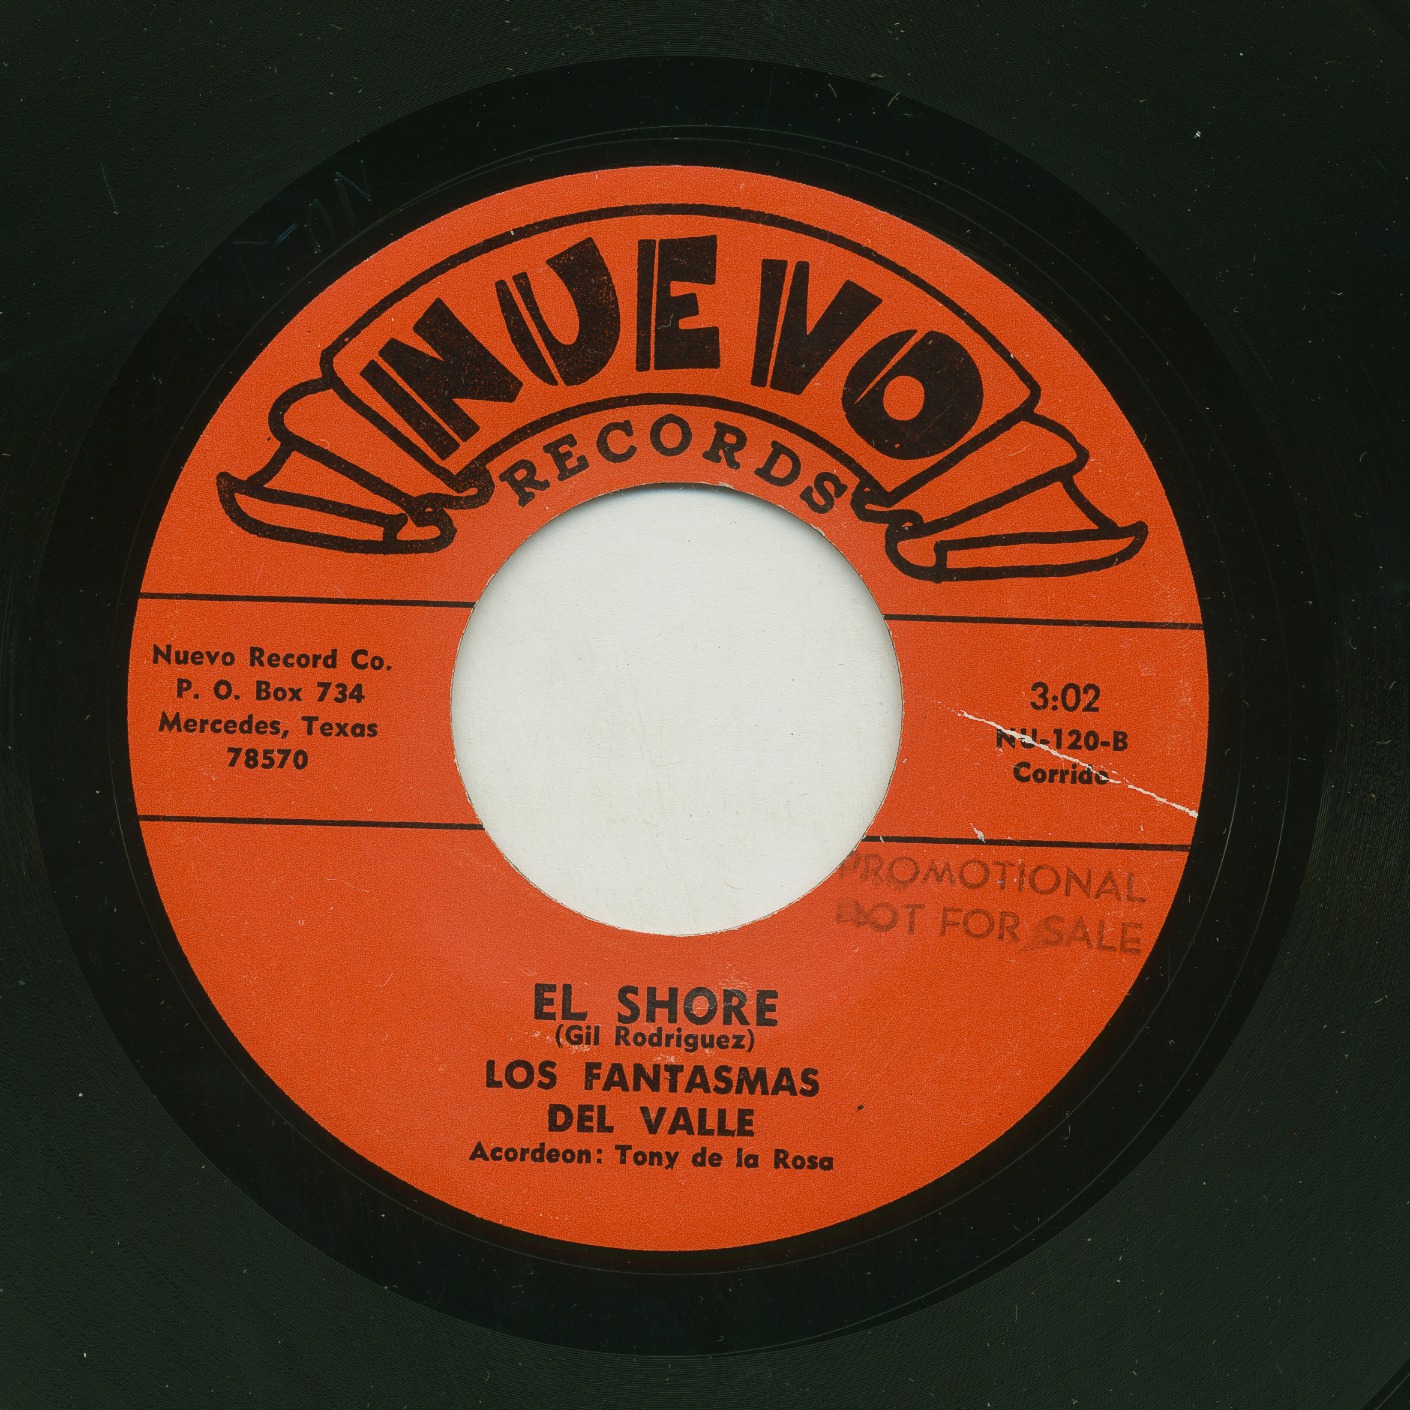 NUEVO
RECORDS
Nuevo Record Co.
P. O. Box 734
Mercedes, Texas
78570
3:02
NU-120-B
Corrido
PROMOTIONAL
NOT FOR SALE
EL SHORE
(Gil Rodriguez)
LOS FANTASMAS
DEL VALLE
Acordeon: Tony de la Rosa